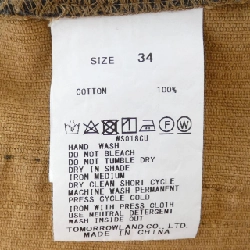 SIZE 34
COTTON 100%
WS018GJ
HAND WASH
DO NOT BLEACH
DO NOT TUMBLE DRY
DRY IN SHADE
IRON MEDIUM
DRY CLEAN SHORT CYCLE
MACHINE WASH PERMANENT
PRESS CYCLE COLD
IRON WITH PRESS CLOTH
USE NEUTRAL DETERGENT
WASH INSIDE OUT
TOMORROWLAND CO., LTD
MADE IN CHINA